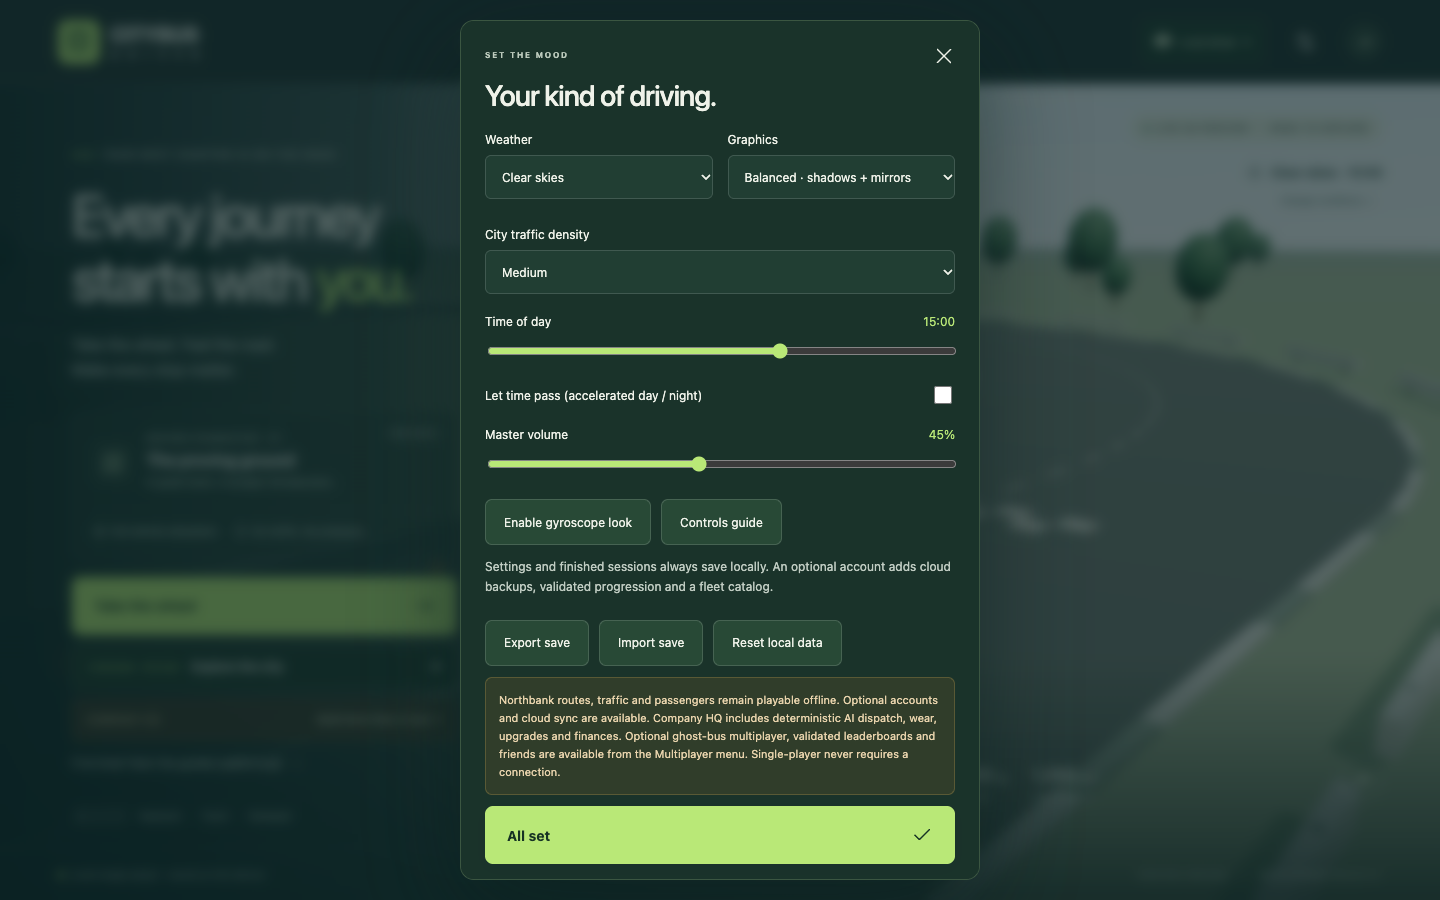 SET THE MOOD
Your kind of driving.
Weather
Graphics
Clear skies
Balanced · shadows + mirrors
City traffic density
Medium
Time of day
15:00
Let time pass (accelerated day / night)
Master volume
45%
Enable gyroscope look
Controls guide
Settings and finished sessions always save locally. An optional account adds cloud
backups, validated progression and a fleet catalog.
Export save
Import save
Reset local data
Northbank routes, traffic and passengers remain playable offline. Optional accounts
and cloud sync are available. Company HQ includes deterministic AI dispatch, wear,
upgrades and finances. Optional ghost-bus multiplayer, validated leaderboards and
friends are available from the Multiplayer menu. Single-player never requires a
connection.
All set
Every journey
starts with you.